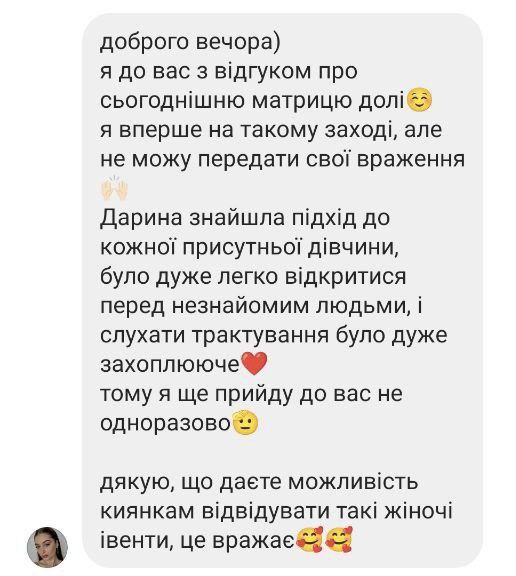 доброго вечора)
я до вас з відгуком про
сьогоднішню матрицю долі☺️
я вперше на такому заході, але
не можу передати свої враження
🙌🏻
Дарина знайшла підхід до
кожної присутньої дівчини,
було дуже легко відкритися
перед незнайомим людьми, і
слухати трактування було дуже
захоплююче❤️
тому я ще прийду до вас не
одноразово🫡
дякую, що даєте можливість
киянкам відвідувати такі жіночі
івенти, це вражає🥰🥰